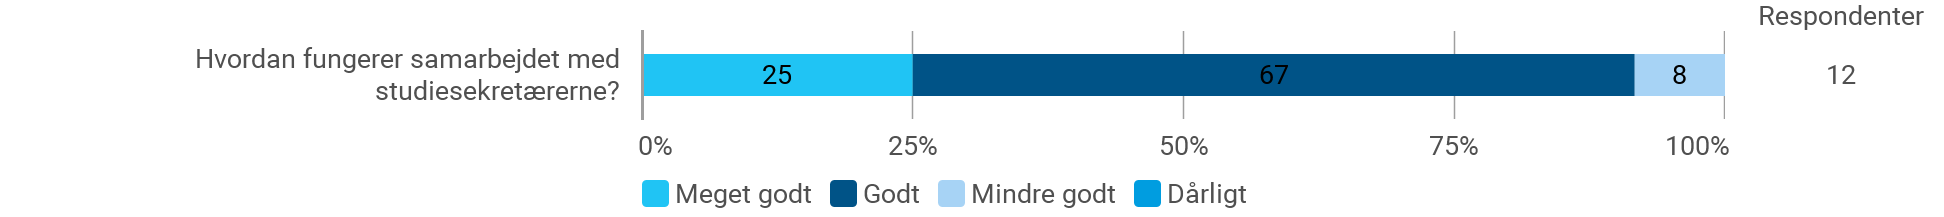 Respondenter
Hvordan fungerer samarbejdet med
studiesekretærerne?
25 67 8 12
0% 25% 50% 75% 100%
Meget godt Godt Mindre godt Dårligt